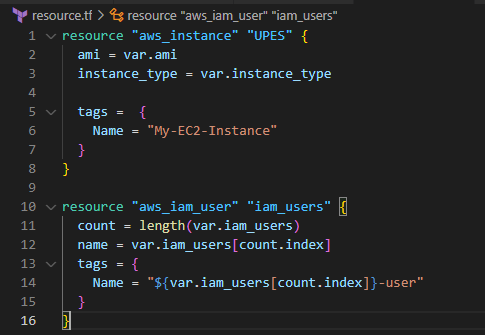 resource.tf > resource "aws_iam_user" "iam_users"
1 resource "aws_instance" "UPES" {
2   ami = var.ami
3   instance_type = var.instance_type
4
5   tags =  {
6     Name = "My-EC2-Instance"
7   }
8 }
9
10 resource "aws_iam_user" "iam_users" {
11   count = length(var.iam_users)
12   name = var.iam_users[count.index]
13   tags = {
14     Name = "${var.iam_users[count.index]}-user"
15   }
16 }